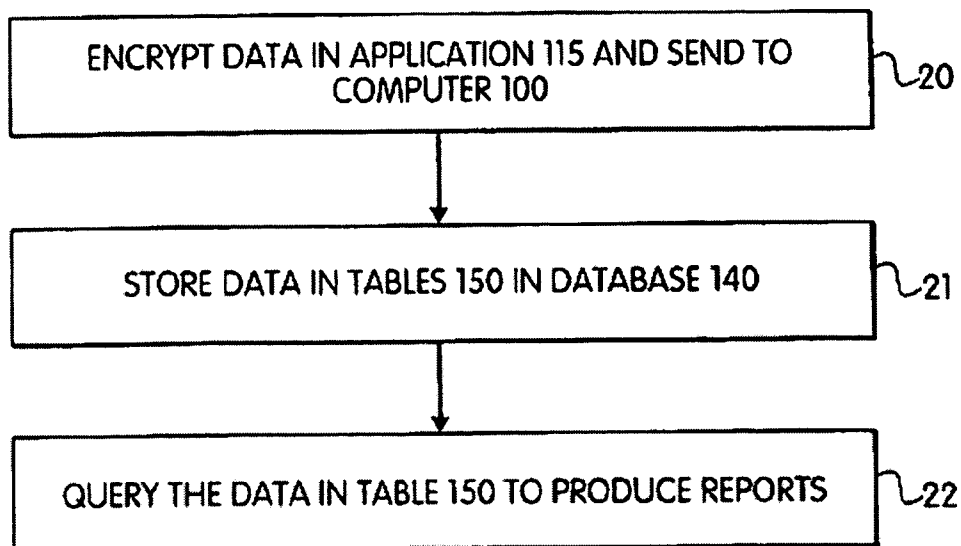 ENCRYPT DATA IN APPLICATION 115 AND SEND TO
COMPUTER 100
20
STORE DATA IN TABLES 150 IN DATABASE 140
21
QUERY THE DATA IN TABLE 150 TO PRODUCE REPORTS
22